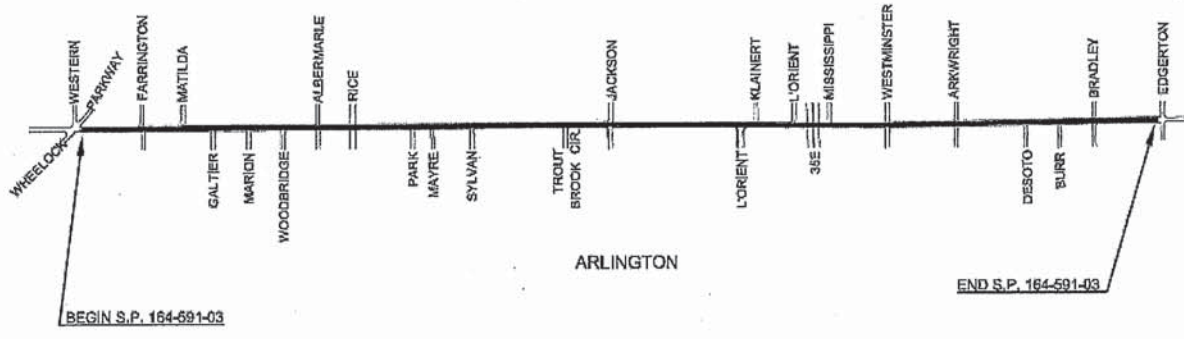 WESTERN
PARKWAY
WHEELOCK
FARRINGTON
MATILDA
GALTIER
MARION
WOODBRIDGE
ALBERMARLE
RICE
PARK
MAYRE
SYLVAN
TROUT
BROOK CIR.
JACKSON
L'ORIENT
KLAINERT
L'ORIENT
35E
MISSISSIPPI
WESTMINSTER
ARKWRIGHT
DESOTO
BURR
BRADLEY
EDGERTON
ARLINGTON
BEGIN S.P. 164-591-03
END S.P. 164-591-03